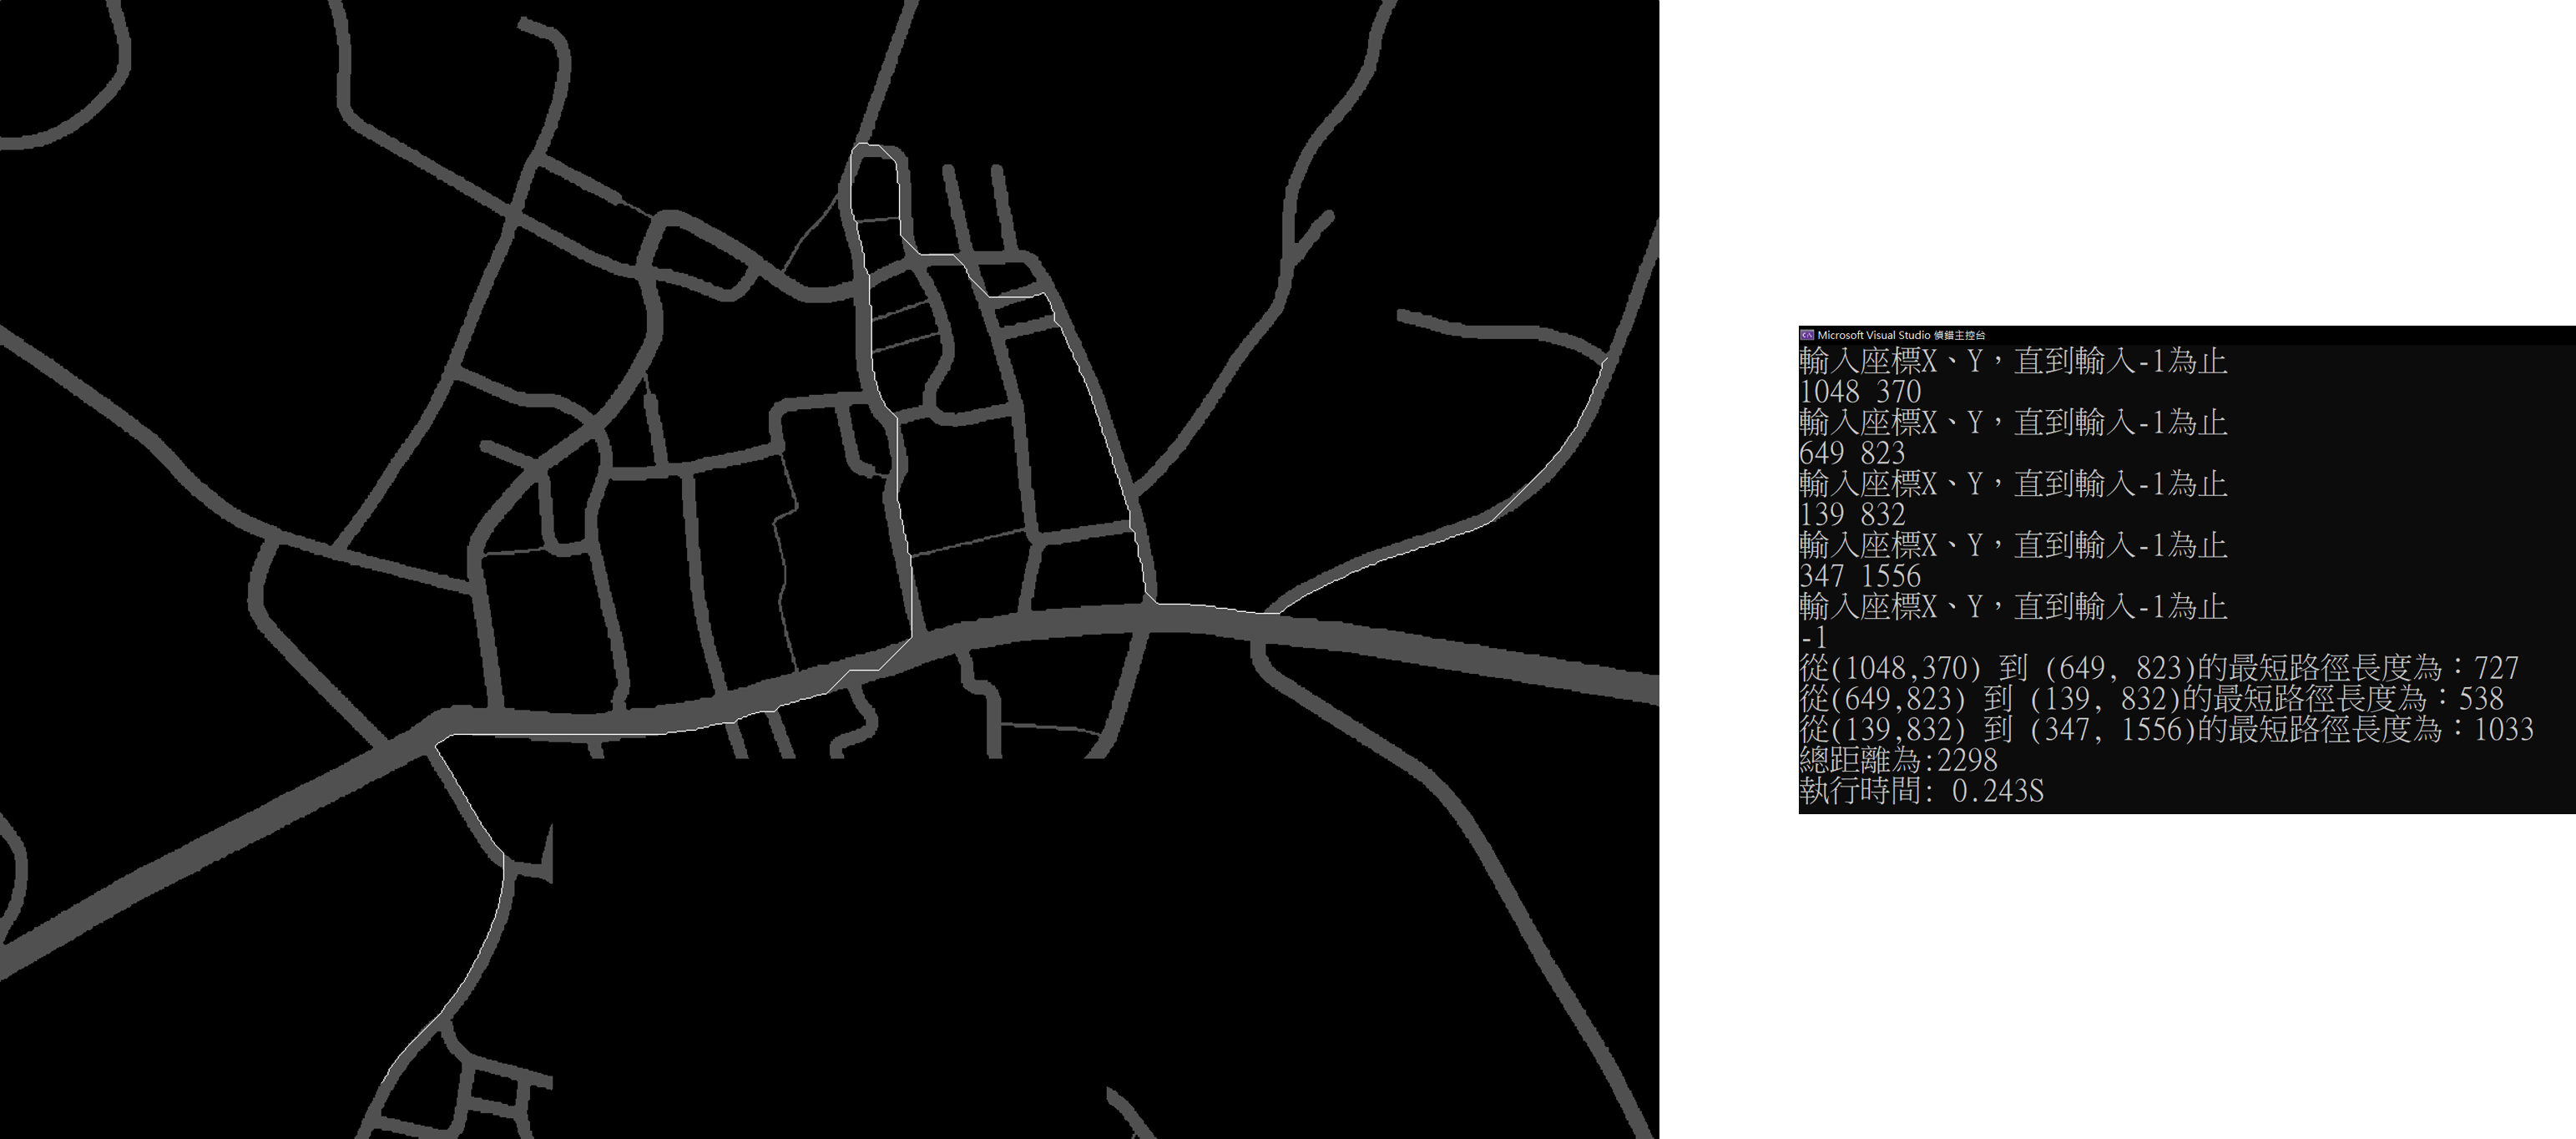 Microsoft Visual Studio 偵錯主控台
輸入座標X、Y，直到輸入-1為止
1048 370
輸入座標X、Y，直到輸入-1為止
649 823
輸入座標X、Y，直到輸入-1為止
139 832
輸入座標X、Y，直到輸入-1為止
347 1556
輸入座標X、Y，直到輸入-1為止
-1
從(1048,370) 到 (649, 823)的最短路徑長度為：727
從(649,823) 到 (139, 832)的最短路徑長度為：538
從(139,832) 到 (347, 1556)的最短路徑長度為：1033
總距離為:2298
執行時間: 0.243S